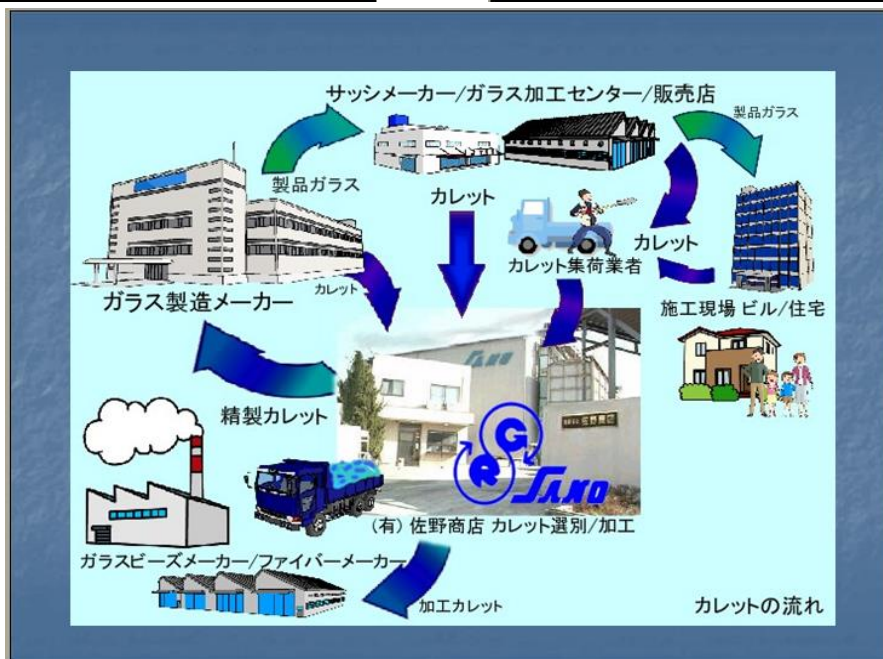 サッシメーカー/ガラス加工センター/販売店
製品ガラス
製品ガラス
カレット
カレット
カレット集荷業者
カレット
ガラス製造メーカー
施工現場 ビル/住宅
SANO
精製カレット
G
R
SANO
(有) 佐野商店 カレット選別/加工
ガラスビーズメーカー/ファイバーメーカー
加工カレット
カレットの流れ